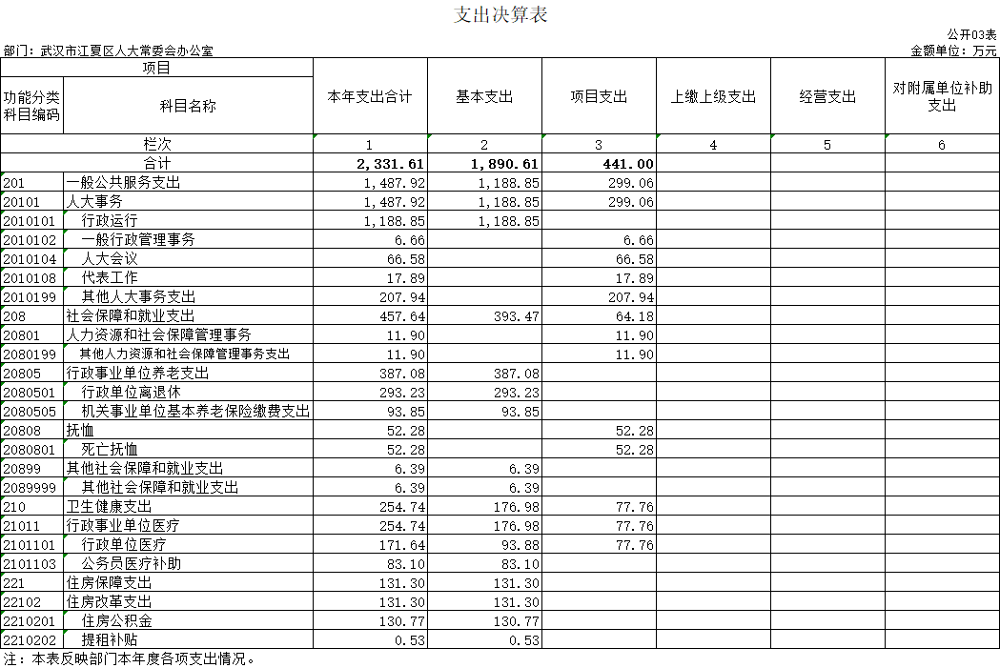 支出决算表
公开03表
部门：武汉市江夏区人大常委会办公室 金额单位：万元
项目 本年支出合计 基本支出 项目支出 上缴上级支出 经营支出 对附属单位补助支出
功能分类科目编码 科目名称
栏次 1 2 3 4 5 6
合计 2,331.61 1,890.61 441.00
201 一般公共服务支出 1,487.92 1,188.85 299.06
20101 人大事务 1,487.92 1,188.85 299.06
2010101 行政运行 1,188.85 1,188.85
2010102 一般行政管理事务 6.66 6.66
2010104 人大会议 66.58 66.58
2010108 代表工作 17.89 17.89
2010199 其他人大事务支出 207.94 207.94
208 社会保障和就业支出 457.64 393.47 64.18
20801 人力资源和社会保障管理事务 11.90 11.90
2080199 其他人力资源和社会保障管理事务支出 11.90 11.90
20805 行政事业单位养老支出 387.08 387.08
2080501 行政单位离退休 293.23 293.23
2080505 机关事业单位基本养老保险缴费支出 93.85 93.85
20808 抚恤 52.28 52.28
2080801 死亡抚恤 52.28 52.28
20899 其他社会保障和就业支出 6.39 6.39
2089999 其他社会保障和就业支出 6.39 6.39
210 卫生健康支出 254.74 176.98 77.76
21011 行政事业单位医疗 254.74 176.98 77.76
2101101 行政单位医疗 171.64 93.88 77.76
2101103 公务员医疗补助 83.10 83.10
221 住房保障支出 131.30 131.30
22102 住房改革支出 131.30 131.30
2210201 住房公积金 130.77 130.77
2210202 提租补贴 0.53 0.53
注：本表反映部门本年度各项支出情况。